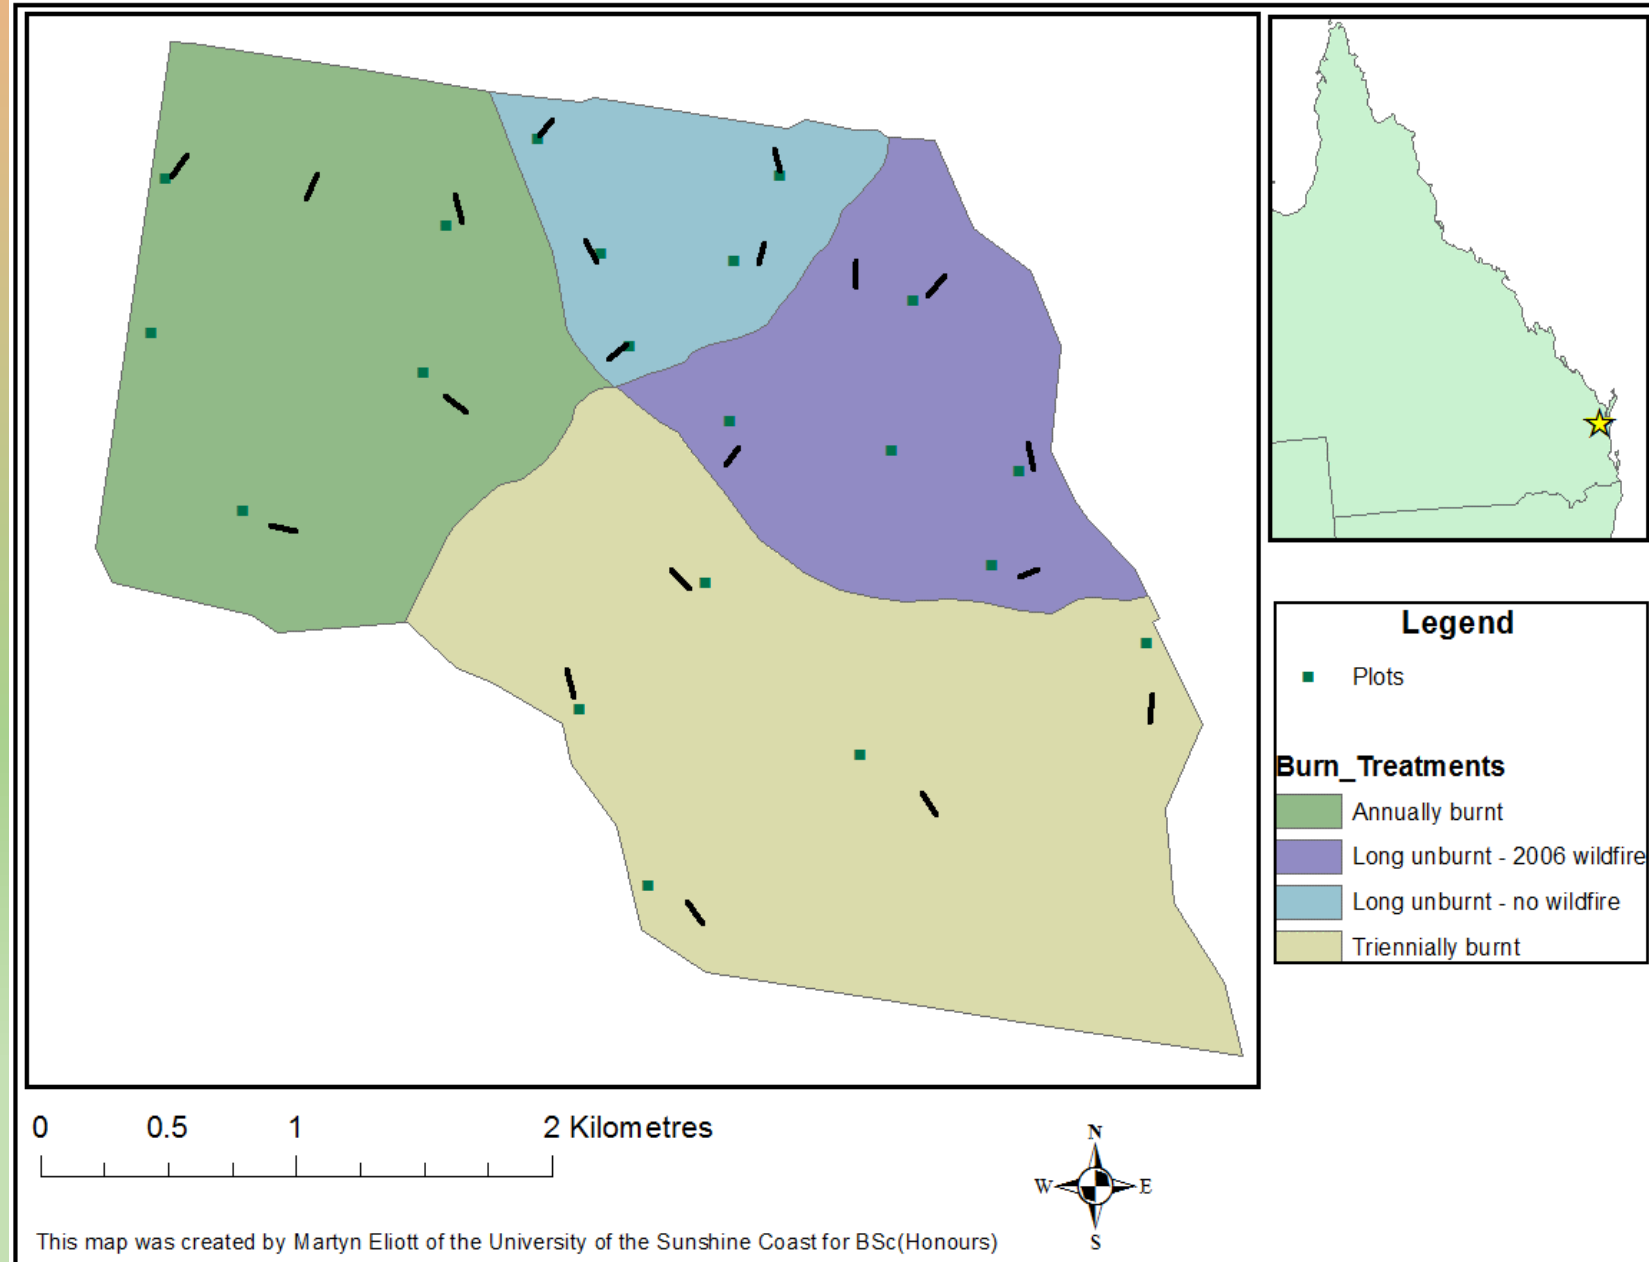 Legend
Plots
Burn_Treatments
Annually burnt
Long unburnt - 2006 wildfire
Long unburnt - no wildfire
Triennially burnt
0 0.5 1 2 Kilometres
N
W E
S
This map was created by Martyn Eliott of the University of the Sunshine Coast for BSc(Honours)